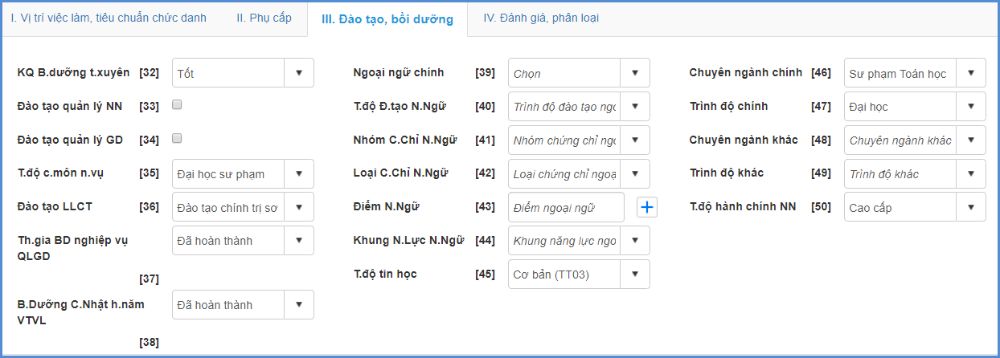 I. Vị trí việc làm, tiêu chuẩn chức danh
II. Phụ cấp
III. Đào tạo, bồi dưỡng
IV. Đánh giá, phân loại
KQ B.dưỡng t.xuyên [32] Tốt
Đào tạo quản lý NN [33]
Đào tạo quản lý GD [34]
T.độ c.môn n.vụ [35] Đại học sư phạm
Đào tạo LLCT [36] Đào tạo chính trị sơ
Th.gia BD nghiệp vụ Đã hoàn thành
QLGD
[37]
B.Dưỡng C.Nhật h.năm Đã hoàn thành
VTVL
[38]
Ngoại ngữ chính [39] Chọn
T.độ Đ.tạo N.Ngữ [40] Trình độ đào tạo ngo
Nhóm C.Chỉ N.Ngữ [41] Nhóm chứng chỉ ngo
Loại C.Chỉ N.Ngữ [42] Loại chứng chỉ ngoạ
Điểm N.Ngữ [43] Điểm ngoại ngữ
Khung N.Lực N.Ngữ [44] Khung năng lực ngo
T.độ tin học [45] Cơ bản (TT03)
Chuyên ngành chính [46] Sư phạm Toán học
Trình độ chính [47] Đại học
Chuyên ngành khác [48] Chuyên ngành khác
Trình độ khác [49] Trình độ khác
T.độ hành chính NN [50] Cao cấp